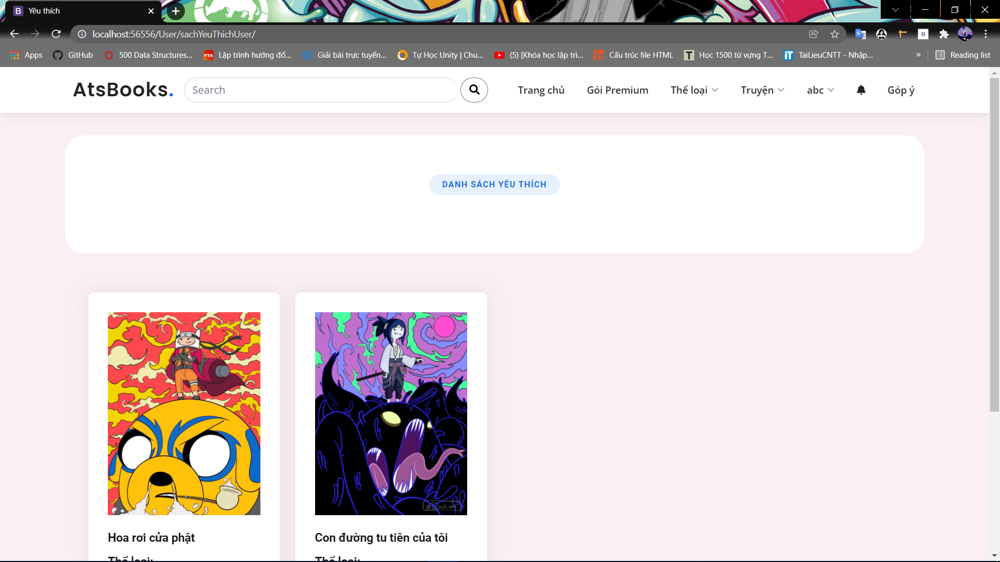 Yêu thích
localhost:56556/User/sachYeuThichUser/
Apps GitHub 500 Data Structures... Lập trình hướng đố... Giải bài trực tuyến... Tự Học Unity | Chu... (5) [Khóa học lập trì... Cấu trúc file HTML Học 1500 từ vựng T... TaiLieuCNTT - Nhập... » Reading list
AtsBooks. Search Trang chủ Gói Premium Thể loại Truyện abc Góp ý
DANH SÁCH YÊU THÍCH
Hoa rơi cửa phật
Con đường tu tiên của tôi
Thể loại:
Thể loại: